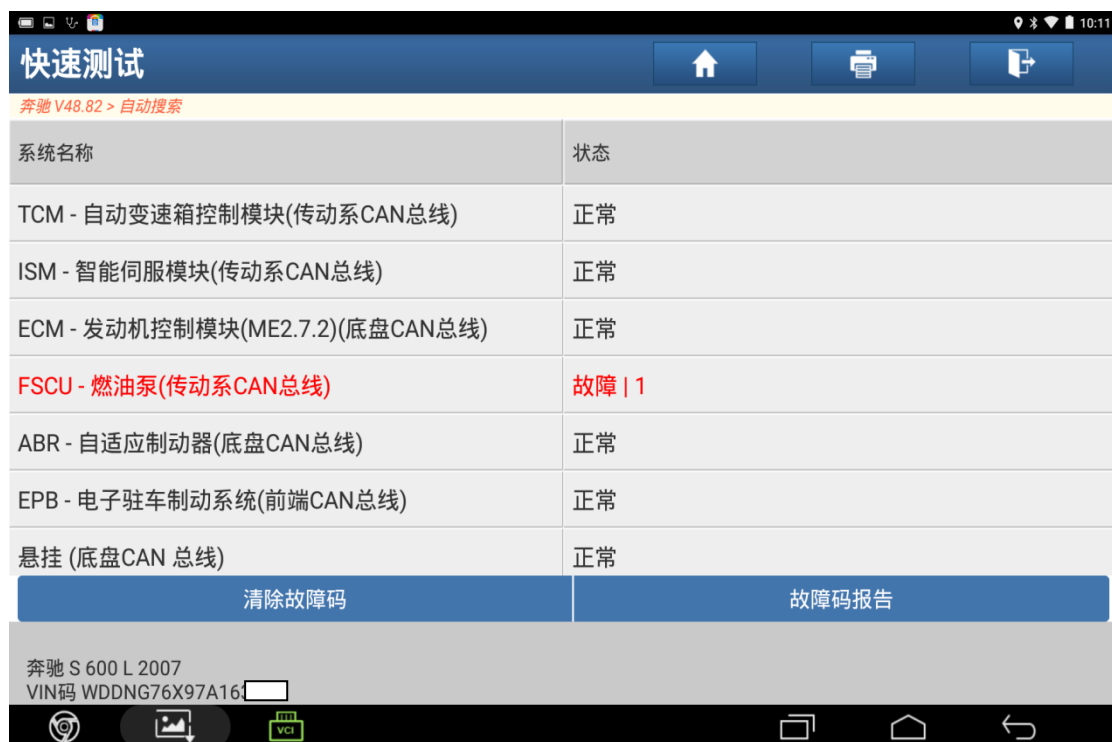 10:11
快速测试
奔驰 V48.82 > 自动搜索
系统名称 状态
TCM - 自动变速箱控制模块(传动系CAN总线) 正常
ISM - 智能伺服模块(传动系CAN总线) 正常
ECM - 发动机控制模块(ME2.7.2)(底盘CAN总线) 正常
FSCU - 燃油泵(传动系CAN总线) 故障 | 1
ABR - 自适应制动器(底盘CAN总线) 正常
EPB - 电子驻车制动系统(前端CAN总线) 正常
悬挂 (底盘CAN 总线) 正常
清除故障码 故障码报告
奔驰 S 600 L 2007
VIN码 WDDNG76X97A16
VCI